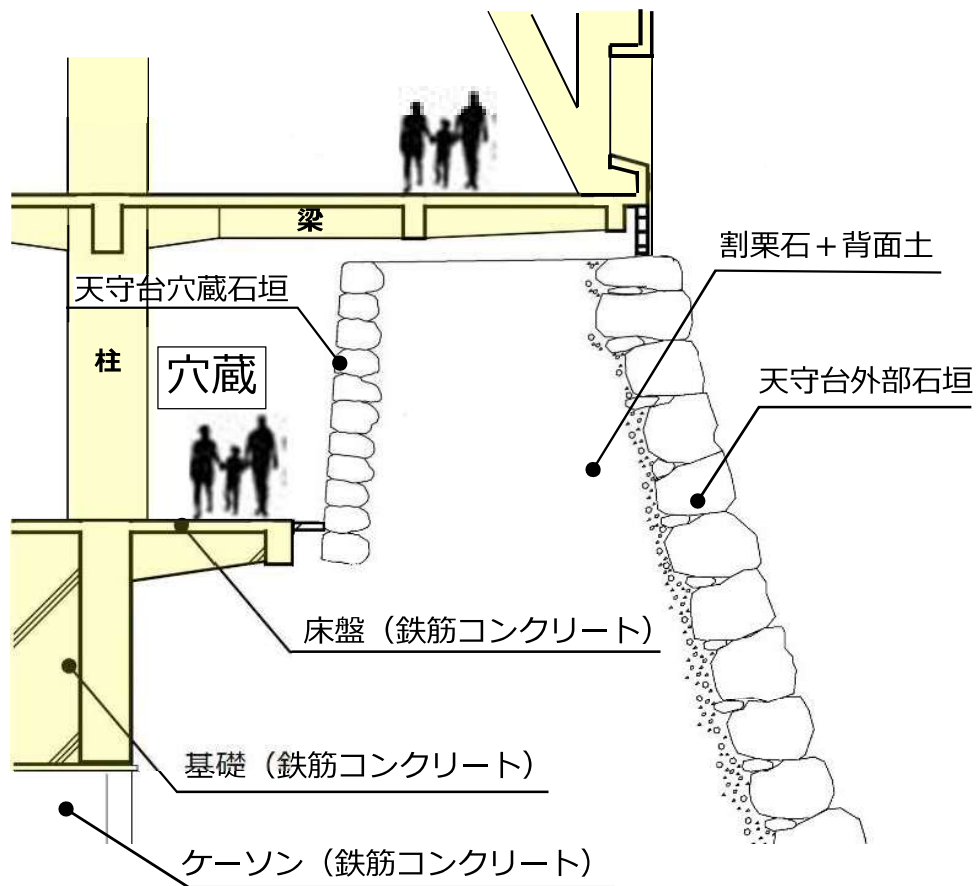 梁
割栗石＋背面土
天守台穴蔵石垣
柱
穴蔵
天守台外部石垣
床盤（鉄筋コンクリート）
基礎（鉄筋コンクリート）
ケーソン（鉄筋コンクリート）